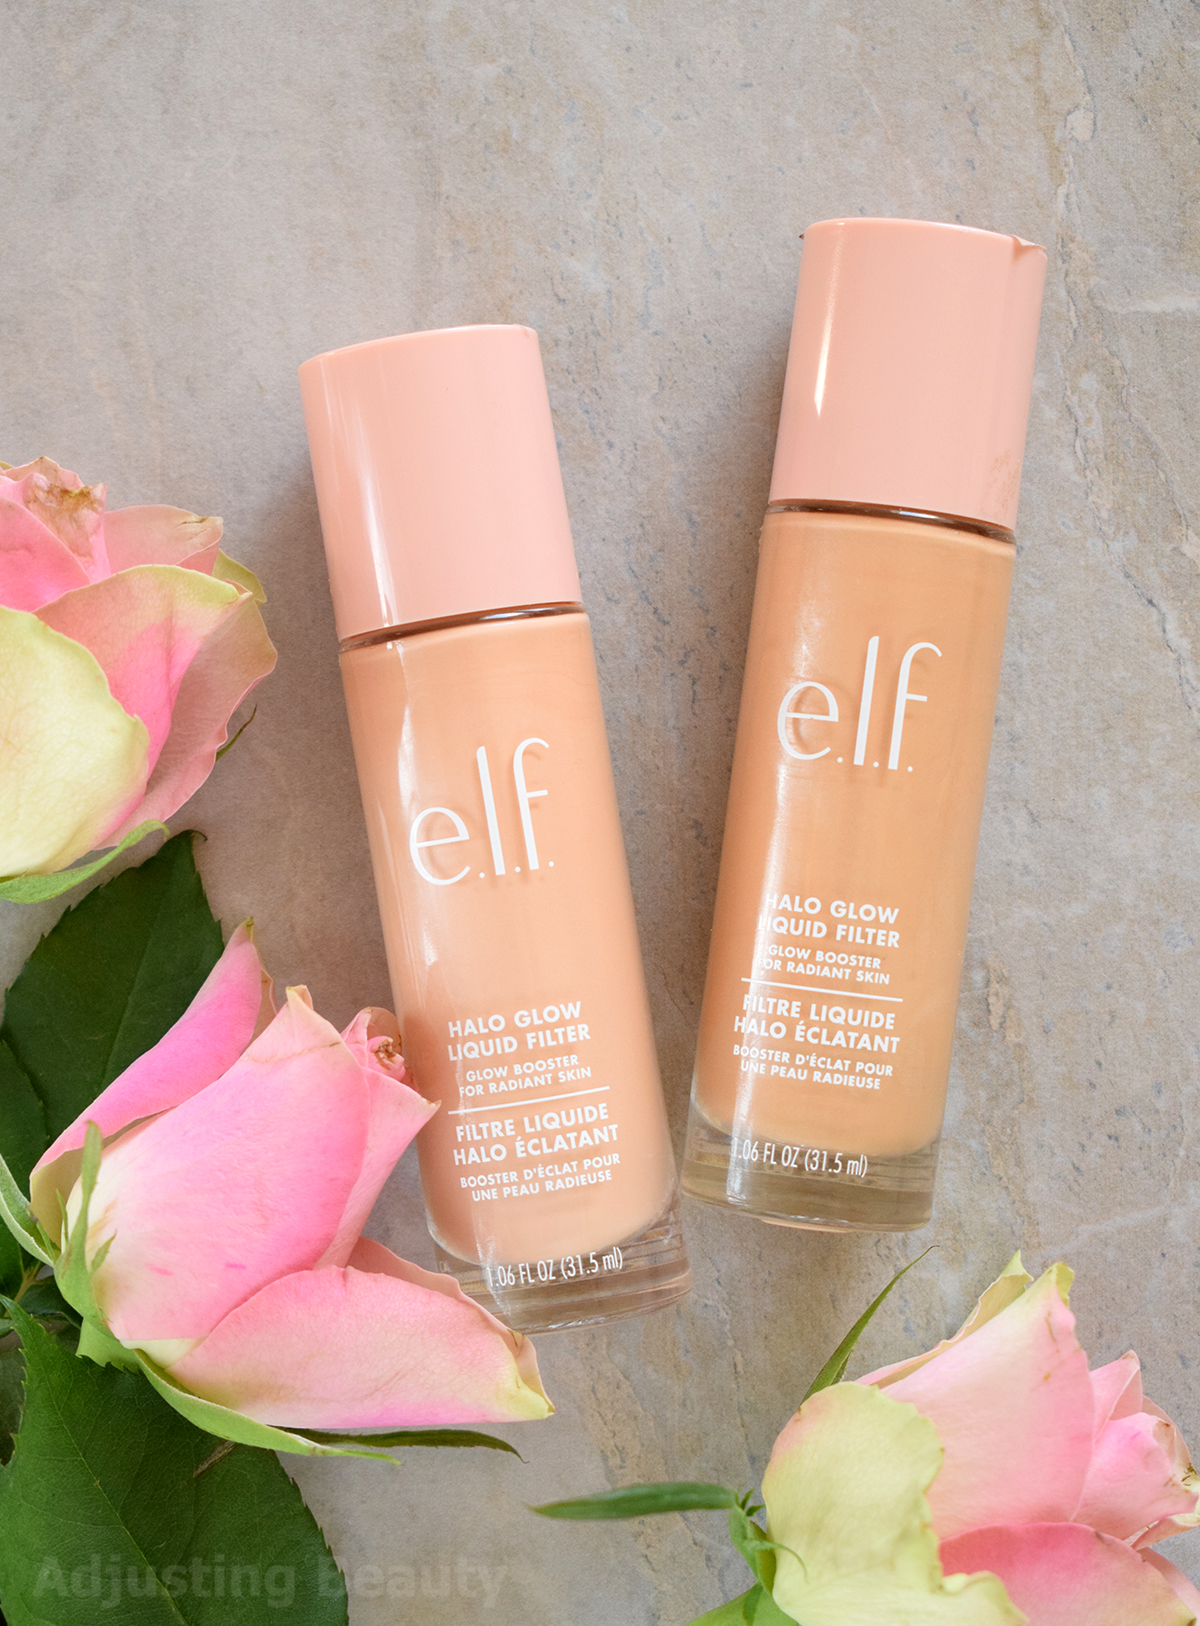 e.l.f.
HALO GLOW
LIQUID FILTER
GLOW BOOSTER
FOR RADIANT SKIN
FILTRE LIQUIDE
HALO ÉCLATANT
BOOSTER D'ÉCLAT POUR
UNE PEAU RADIEUSE
1.06 FL OZ (31.5 ml)
e.l.f.
HALO GLOW
LIQUID FILTER
GLOW BOOSTER
FOR RADIANT SKIN
FILTRE LIQUIDE
HALO ÉCLATANT
BOOSTER D'ÉCLAT POUR
UNE PEAU RADIEUSE
1.06 FL OZ (31.5 ml)
Adjusting Beauty